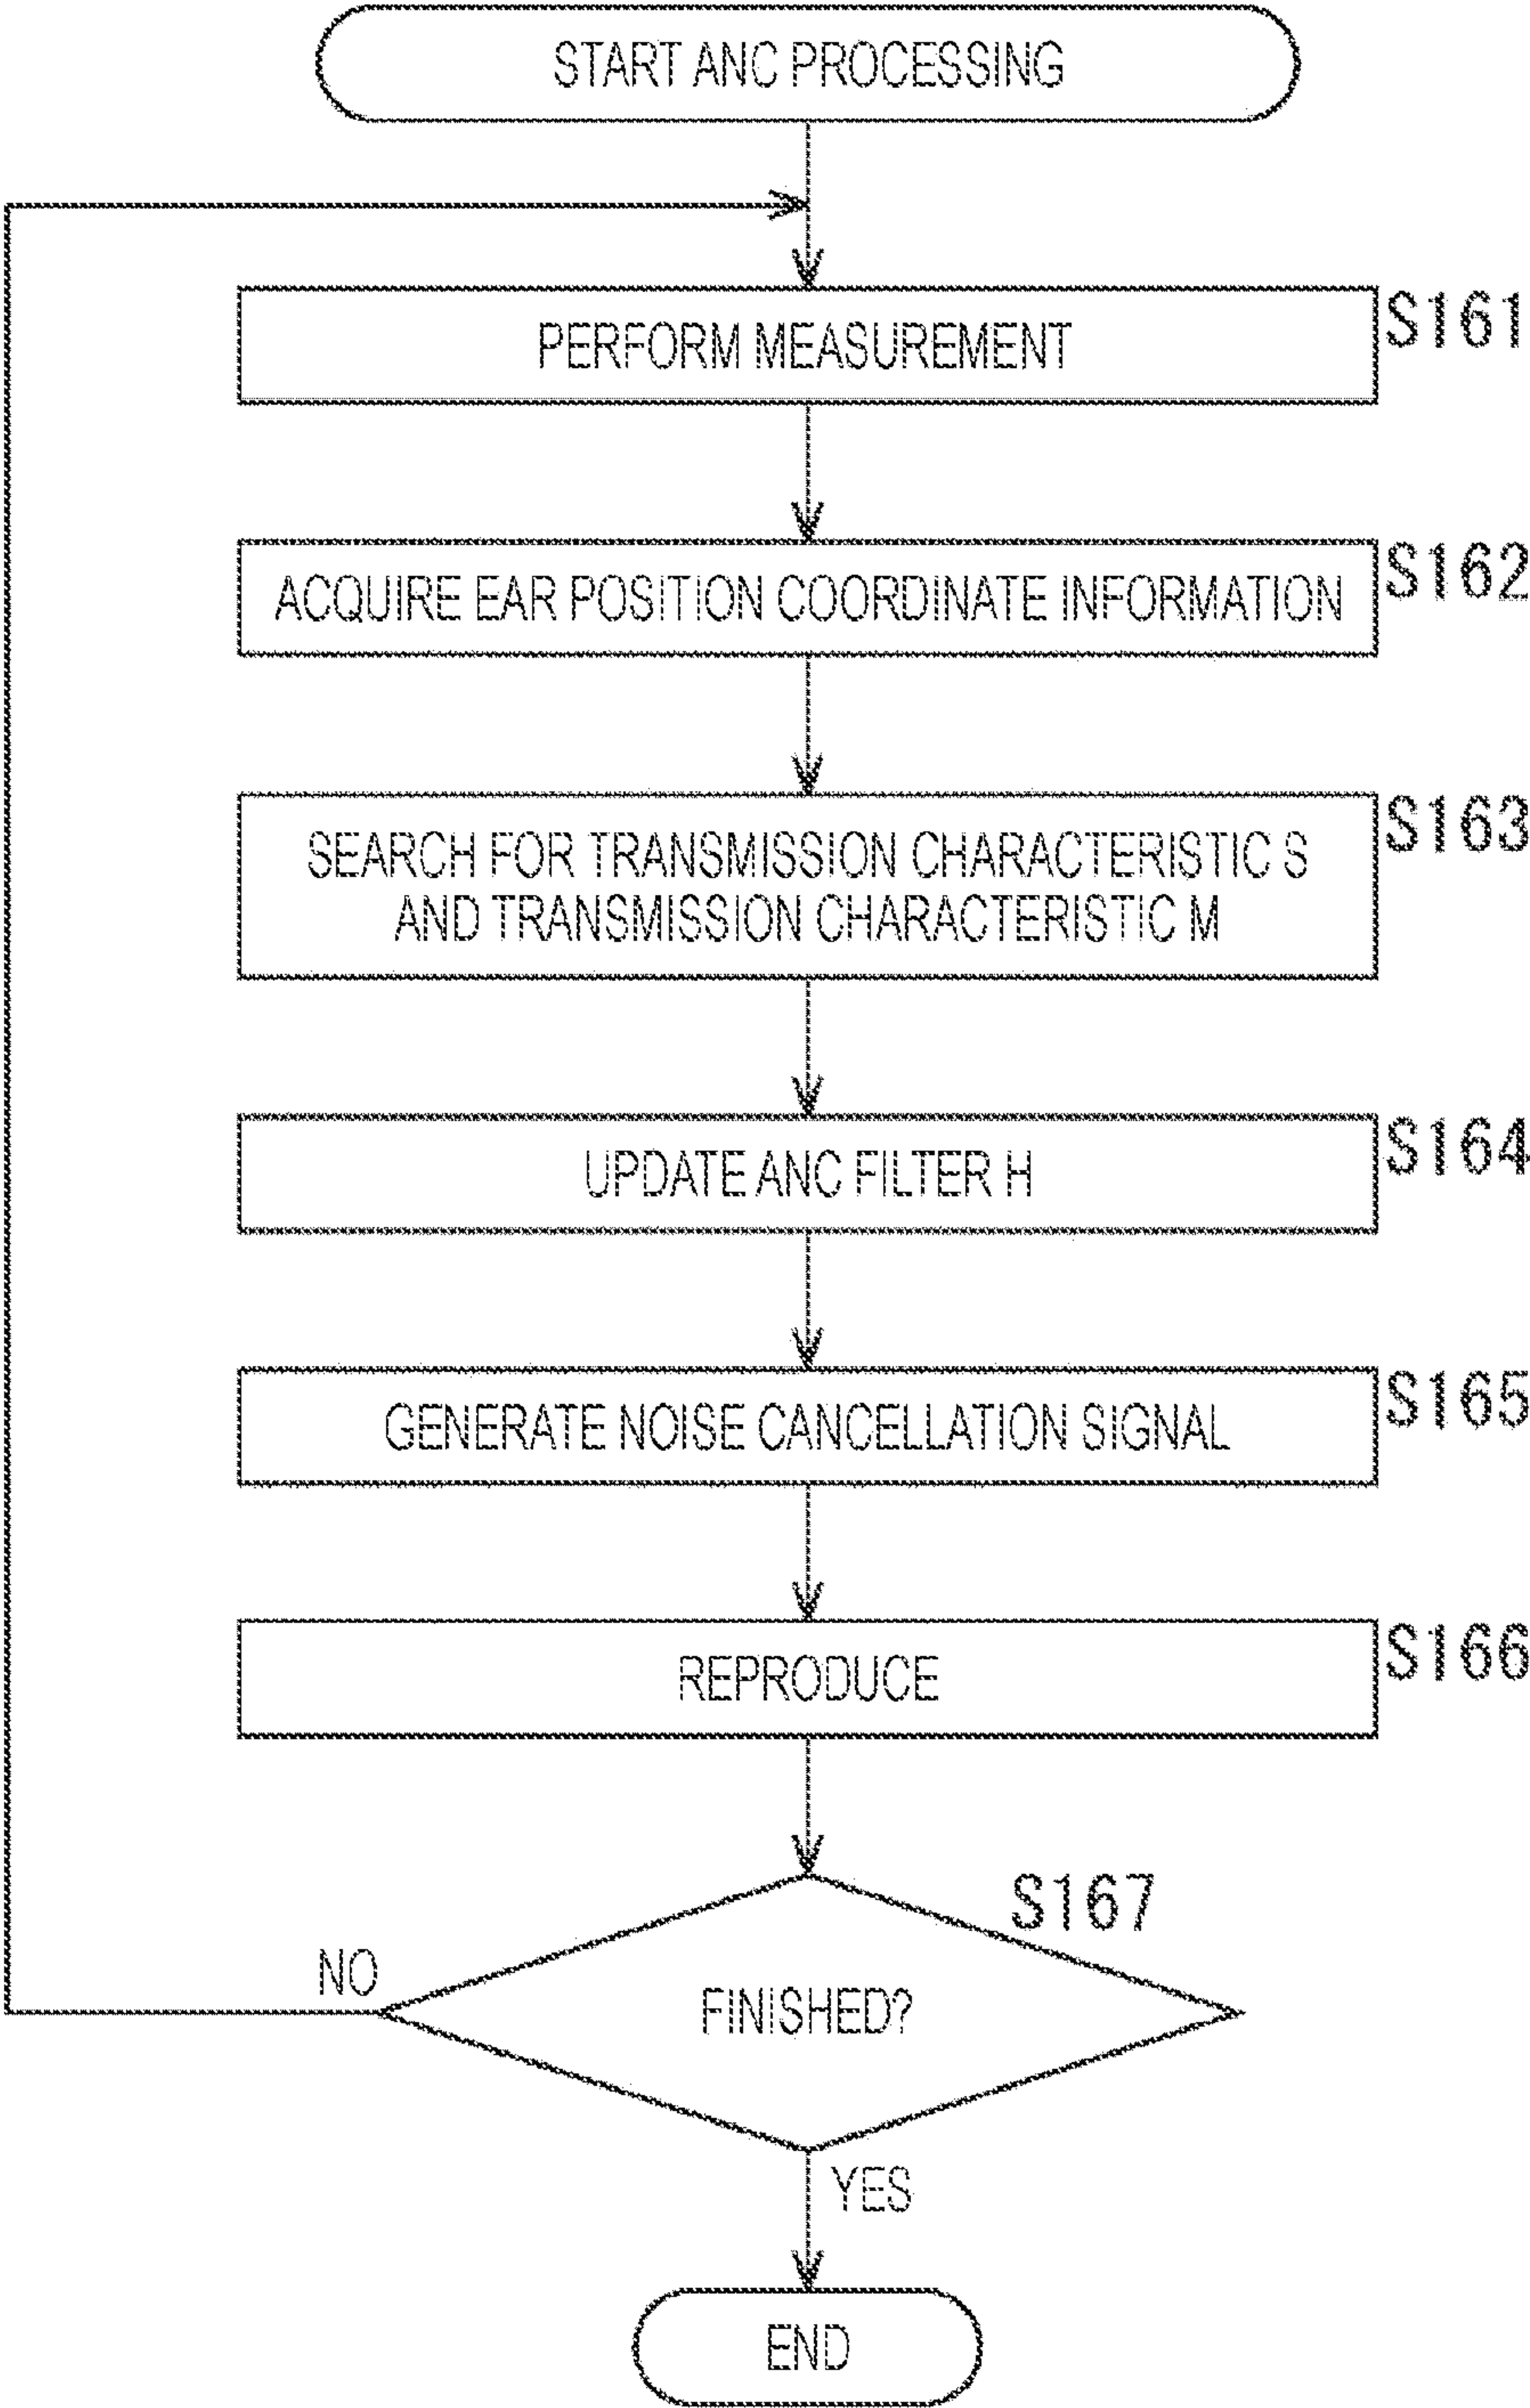 START ANC PROCESSING
PERFORM MEASUREMENT
S161
ACQUIRE EAR POSITION COORDINATE INFORMATION
S162
SEARCH FOR TRANSMISSION CHARACTERISTIC S
AND TRANSMISSION CHARACTERISTIC M
S163
UPDATE ANC FILTER H
S164
GENERATE NOISE CANCELLATION SIGNAL
S165
REPRODUCE
S166
S167
NO
FINISHED?
YES
END